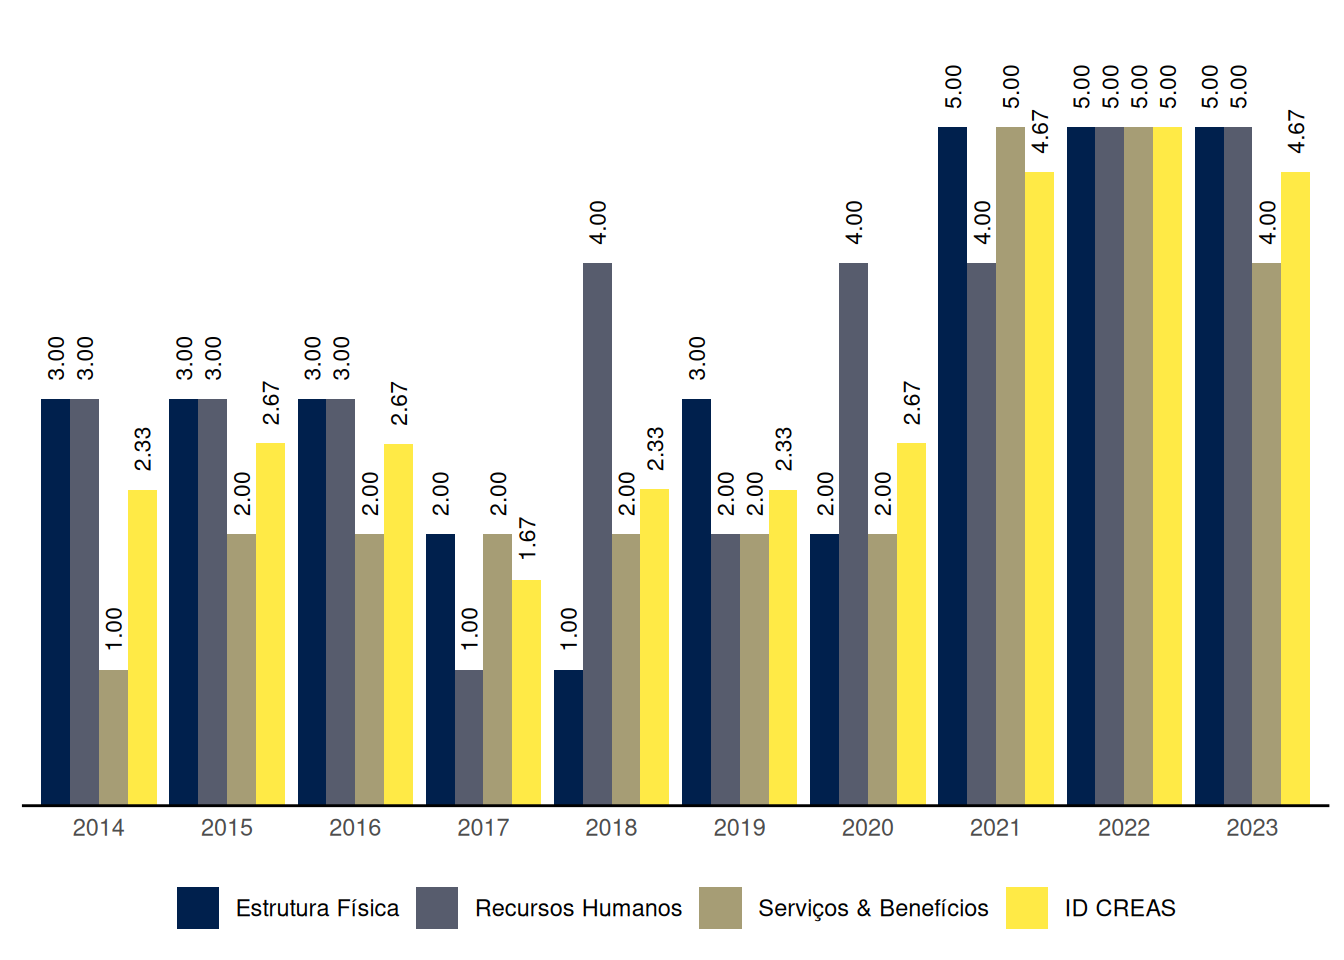 3.00 3.00 1.00 2.33
3.00 3.00 2.00 2.67
3.00 3.00 2.00 2.67
2.00 1.00 2.00 1.67
1.00 4.00 2.00 2.33
3.00 2.00 2.00 2.33
2.00 4.00 2.00 2.67
5.00 4.00 5.00 4.67
5.00 5.00 5.00 5.00
5.00 5.00 4.00 4.67
2014 2015 2016 2017 2018 2019 2020 2021 2022 2023
Estrutura Física Recursos Humanos Serviços & Benefícios ID CREAS